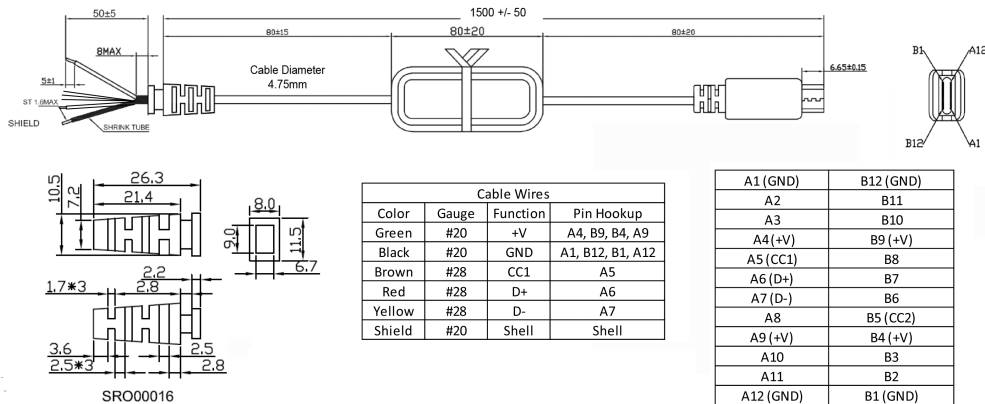 50±5
1500 +/- 50
80±15
80±20
80±20
8MAX
Cable Diameter
4.75mm
6.65±0.15
B1
A12
5±1
ST 1.6MAX
SHIELD
SHRINK TUBE
B12
A1
26.3
21.4
10.5
7.2
8.0
9.0
11.5
6.7
2.2
1.7*3
2.8
3.6
2.5
2.5*3
2.8
SRO00016
Cable Wires
Color Gauge Function Pin Hookup
Green #20 +V A4, B9, B4, A9
Black #20 GND A1, B12, B1, A12
Brown #28 CC1 A5
Red #28 D+ A6
Yellow #28 D- A7
Shield #20 Shell Shell
A1 (GND) B12 (GND)
A2 B11
A3 B10
A4 (+V) B9 (+V)
A5 (CC1) B8
A6 (D+) B7
A7 (D-) B6
A8 B5 (CC2)
A9 (+V) B4 (+V)
A10 B3
A11 B2
A12 (GND) B1 (GND)